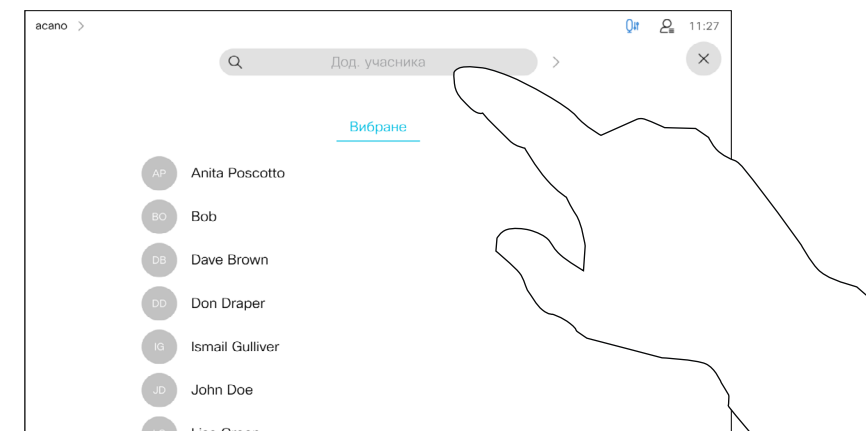 acano >
11:27
Дод. учасника
Вибране
AP Anita Poscotto
BO Bob
DB Dave Brown
DD Don Draper
IG Ismail Gulliver
JD John Doe